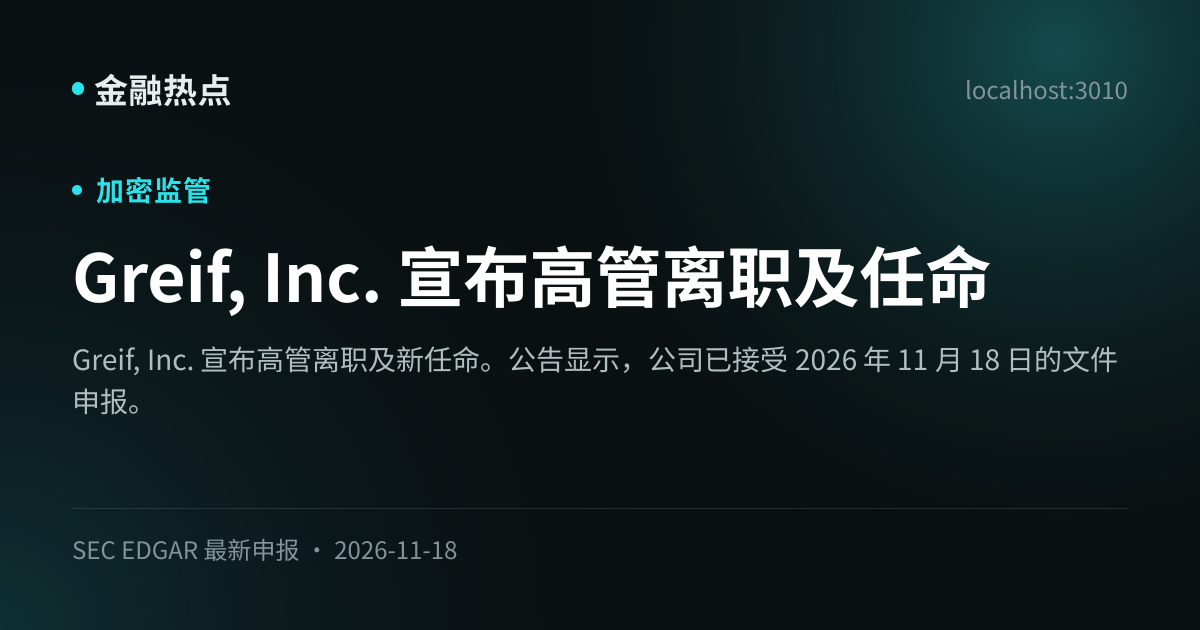 金融热点
localhost:3010
加密监管
Greif, Inc. 宣布高管离职及任命
Greif, Inc. 宣布高管离职及新任命。公告显示，公司已接受 2026 年 11 月 18 日的文件
申报。
SEC EDGAR 最新申报 · 2026-11-18